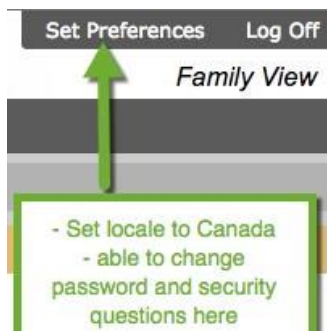 Set Preferences Log Off
Family View
- Set locale to Canada
- able to change
password and security
questions here